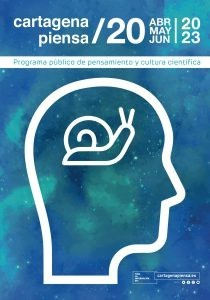 cartagena piensa /20 ABR MAY JUN 20 23
Programa público de pensamiento y cultura científica
cartagenapiensa.es